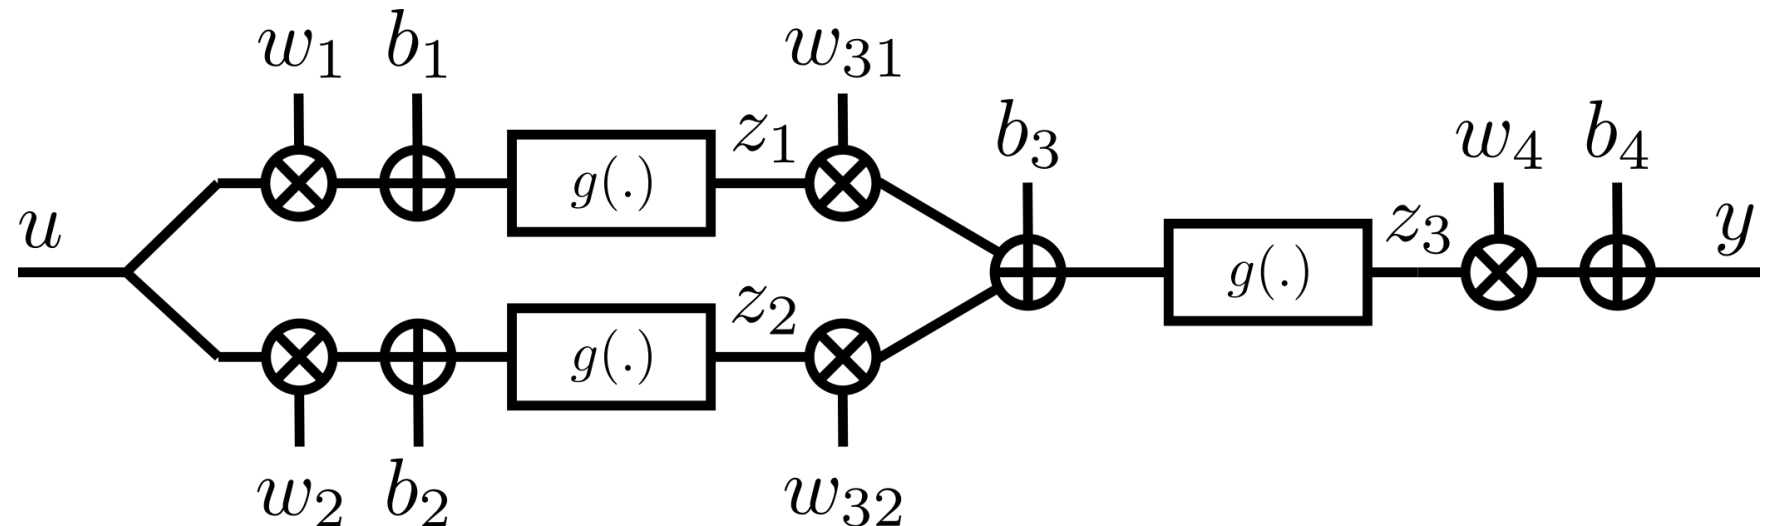 w₁ b₁ w₃₁
z₁ b₃ w₄ b₄
g(.)
u z₃ y
g(.)
z₂
g(.)
w₂ b₂ w₃₂